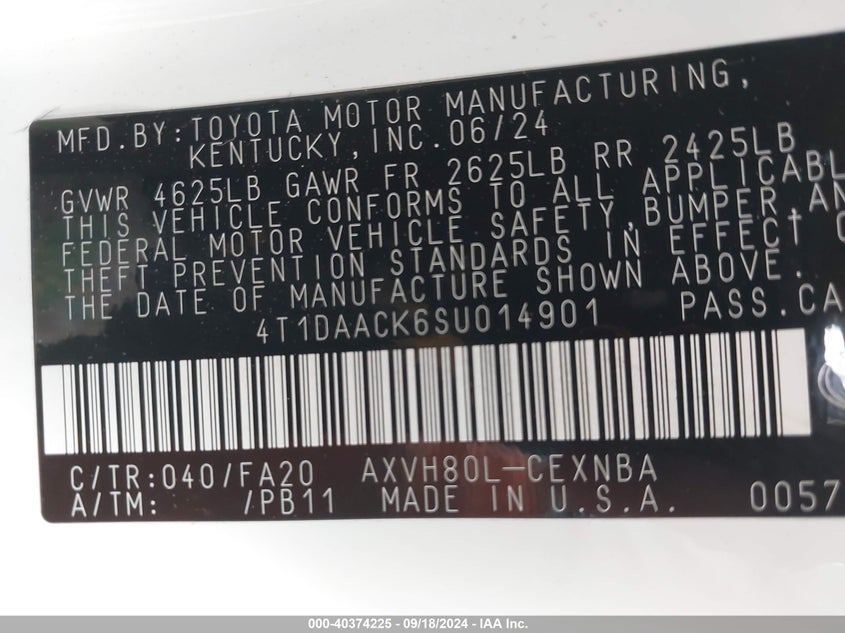 MFD.BY:TOYOTA MOTOR MANUFACTURING,
KENTUCKY,INC.06/24
GVWR 4625LB GAWR FR 2625LB RR 2425LB
THIS VEHICLE CONFORMS TO ALL APPLICABL
FEDERAL MOTOR VEHICLE SAFETY,BUMPER,AN
THEFT PREVENTION STANDARDS IN EFFECT O
THE DATE OF MANUFACTURE SHOWN ABOVE.
4T1DAACK6SU014901 PASS.CA
C/TR:040/FA20 AXVH80L-CEXNBA
A/TM: /PB11 MADE IN U.S.A. 0057
000-40374225 - 09/18/2024 - IAA Inc.